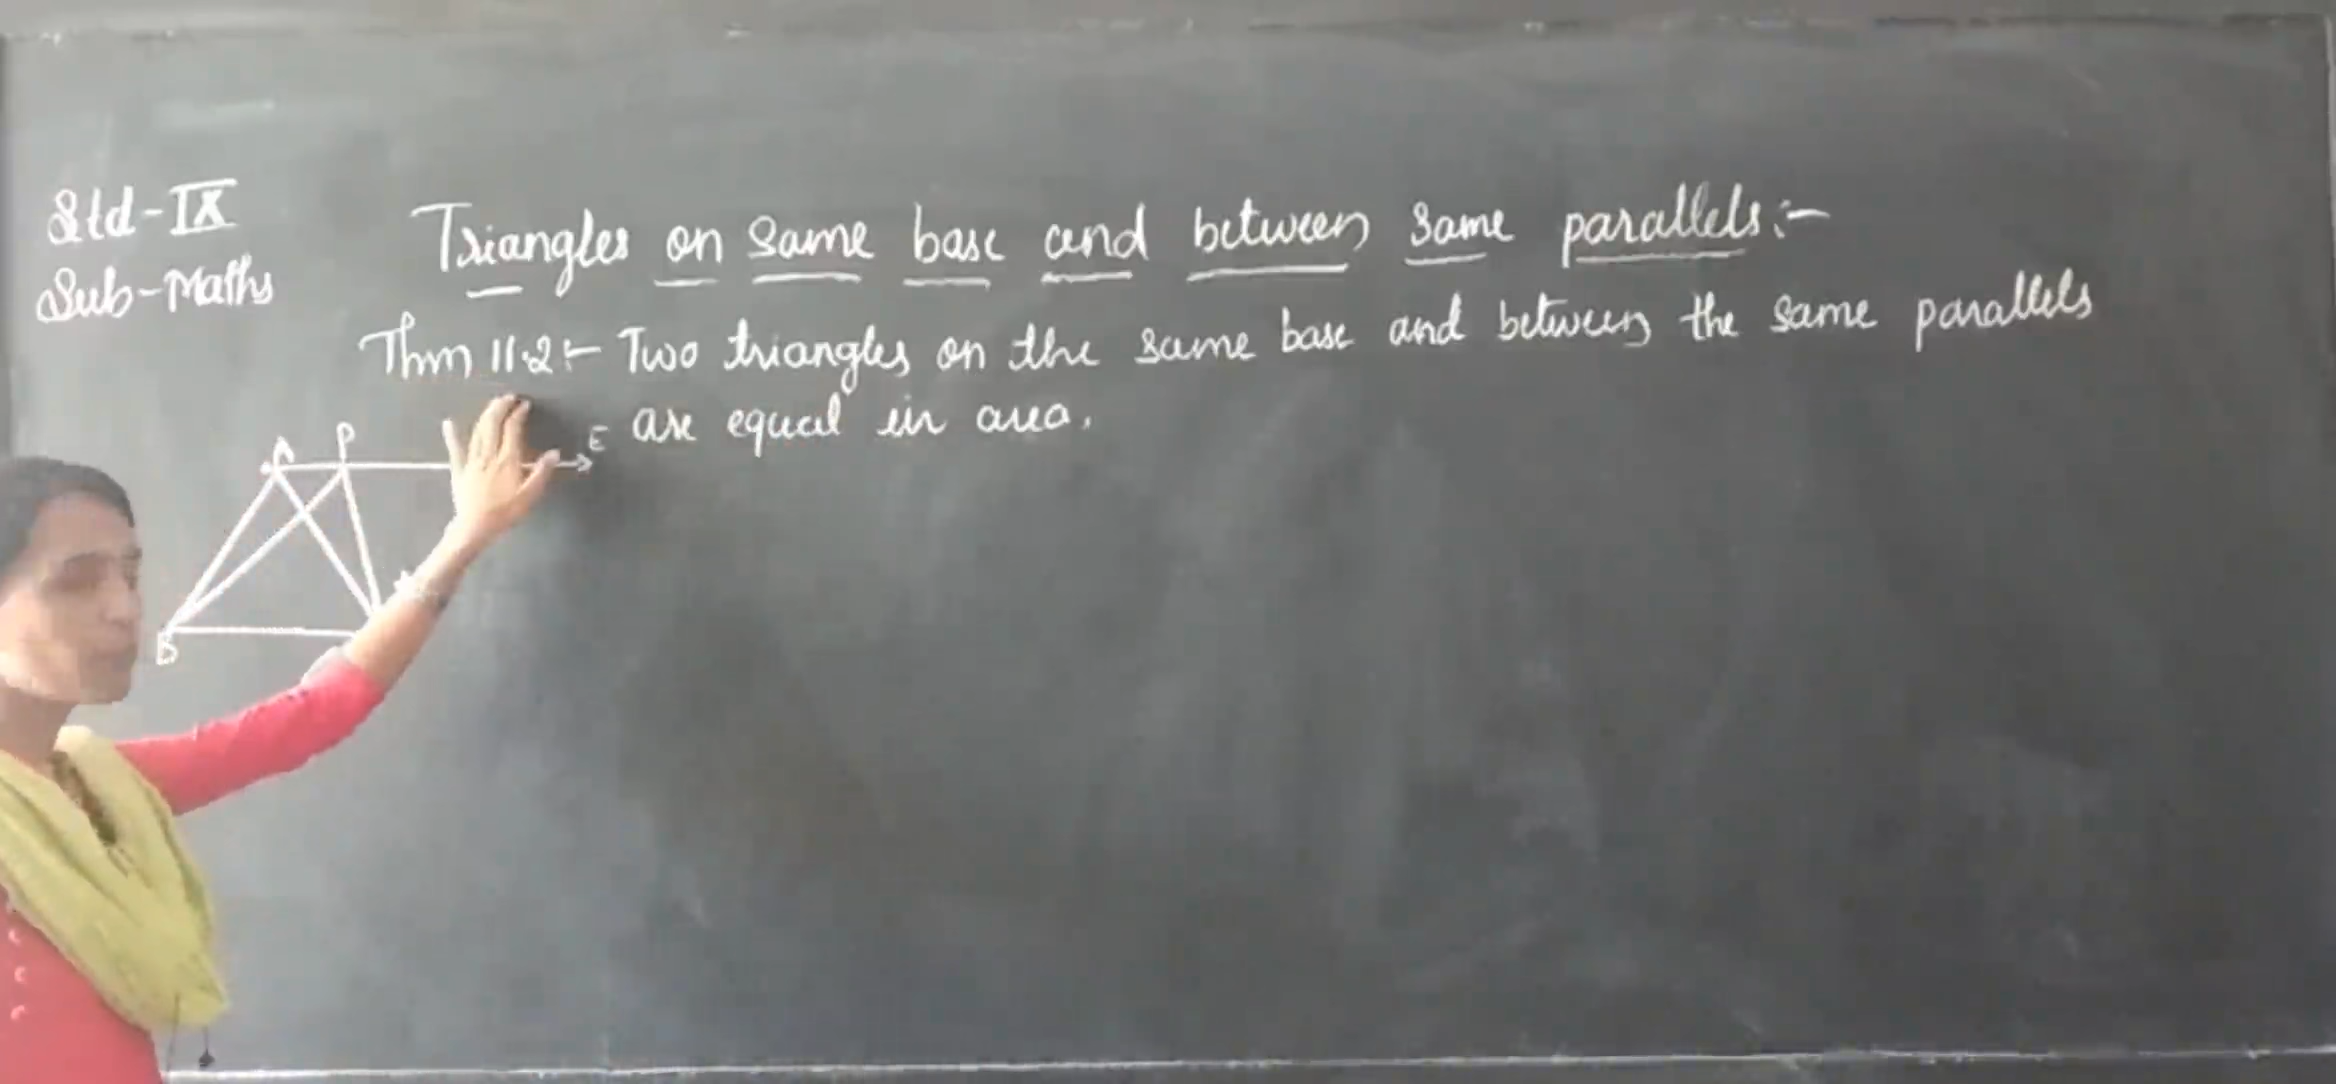 Std-IX
Sub-Maths
Triangles on same base and between same parallels:-
Thm 11.2:- Two triangles on the same base and between the same parallels
are equal in area.
A P E
B